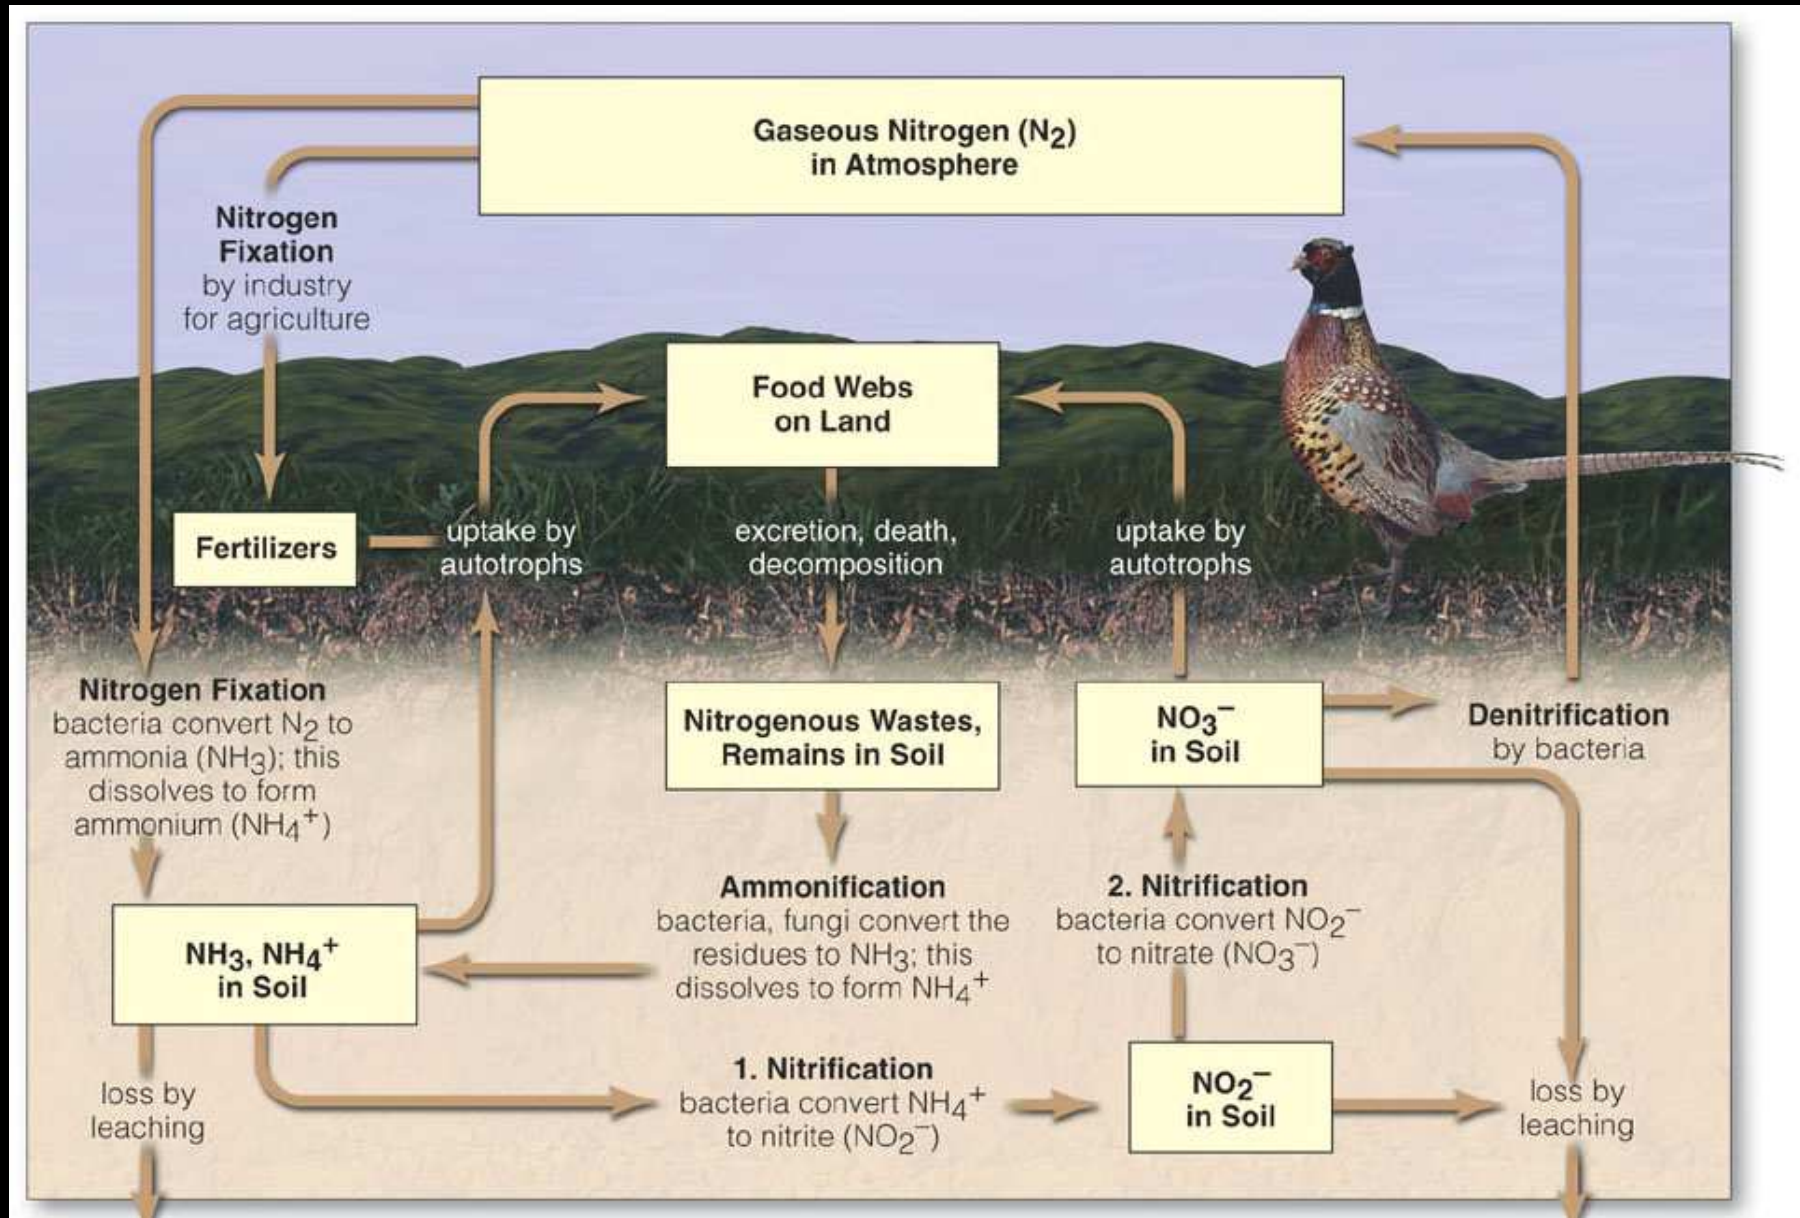 Gaseous Nitrogen (N₂)
in Atmosphere
Nitrogen
Fixation
by industry
for agriculture
Food Webs
on Land
Fertilizers
uptake by
autotrophs
excretion, death,
decomposition
uptake by
autotrophs
Nitrogen Fixation
bacteria convert N₂ to
ammonia (NH₃); this
dissolves to form
ammonium (NH₄⁺)
Nitrogenous Wastes,
Remains in Soil
NO₃⁻
in Soil
Denitrification
by bacteria
NH₃, NH₄⁺
in Soil
Ammonification
bacteria, fungi convert the
residues to NH₃; this
dissolves to form NH₄⁺
2. Nitrification
bacteria convert NO₂⁻
to nitrate (NO₃⁻)
loss by
leaching
1. Nitrification
bacteria convert NH₄⁺
to nitrite (NO₂⁻)
NO₂⁻
in Soil
loss by
leaching